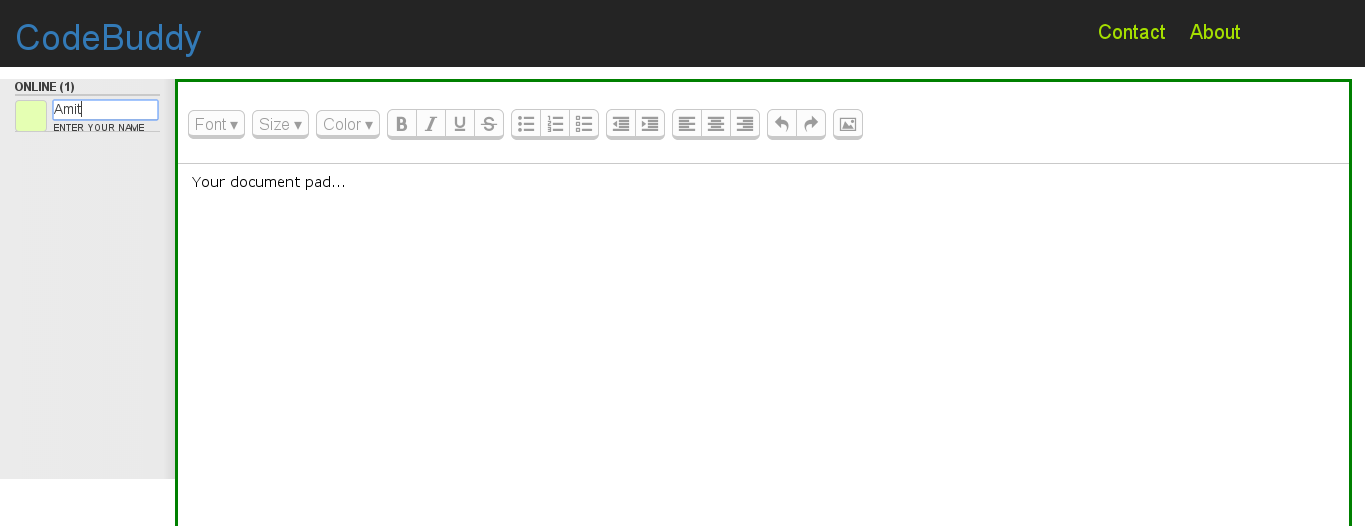 CodeBuddy
Contact About
ONLINE (1)
Amit
ENTER YOUR NAME
Font ▾ Size ▾ Color ▾ B I U S
Your document pad...